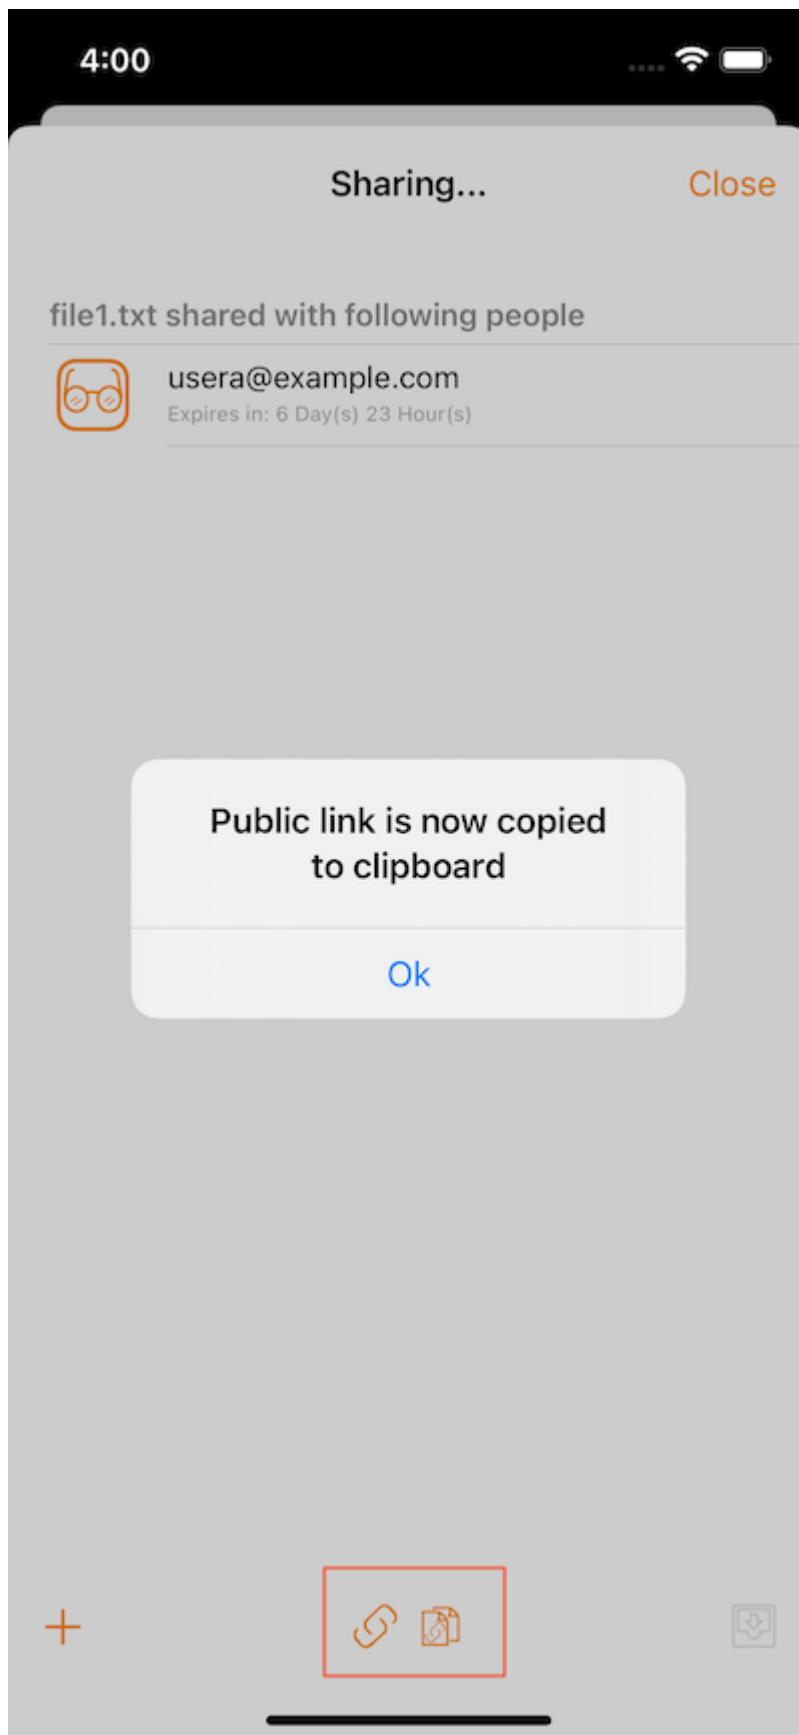 4:00
Sharing...
Close
file1.txt shared with following people
usera@example.com
Expires in: 6 Day(s) 23 Hour(s)
Public link is now copied
to clipboard
Ok